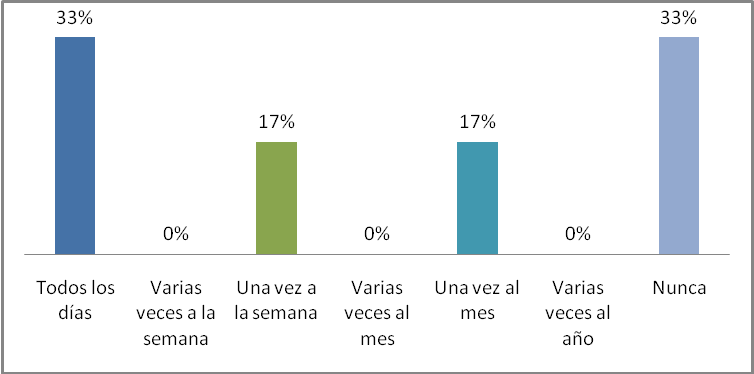 33%
0%
17%
0%
17%
0%
33%
Todos los
días
Varias
veces a la
semana
Una vez a
la semana
Varias
veces al
mes
Una vez al
mes
Varias
veces al
año
Nunca